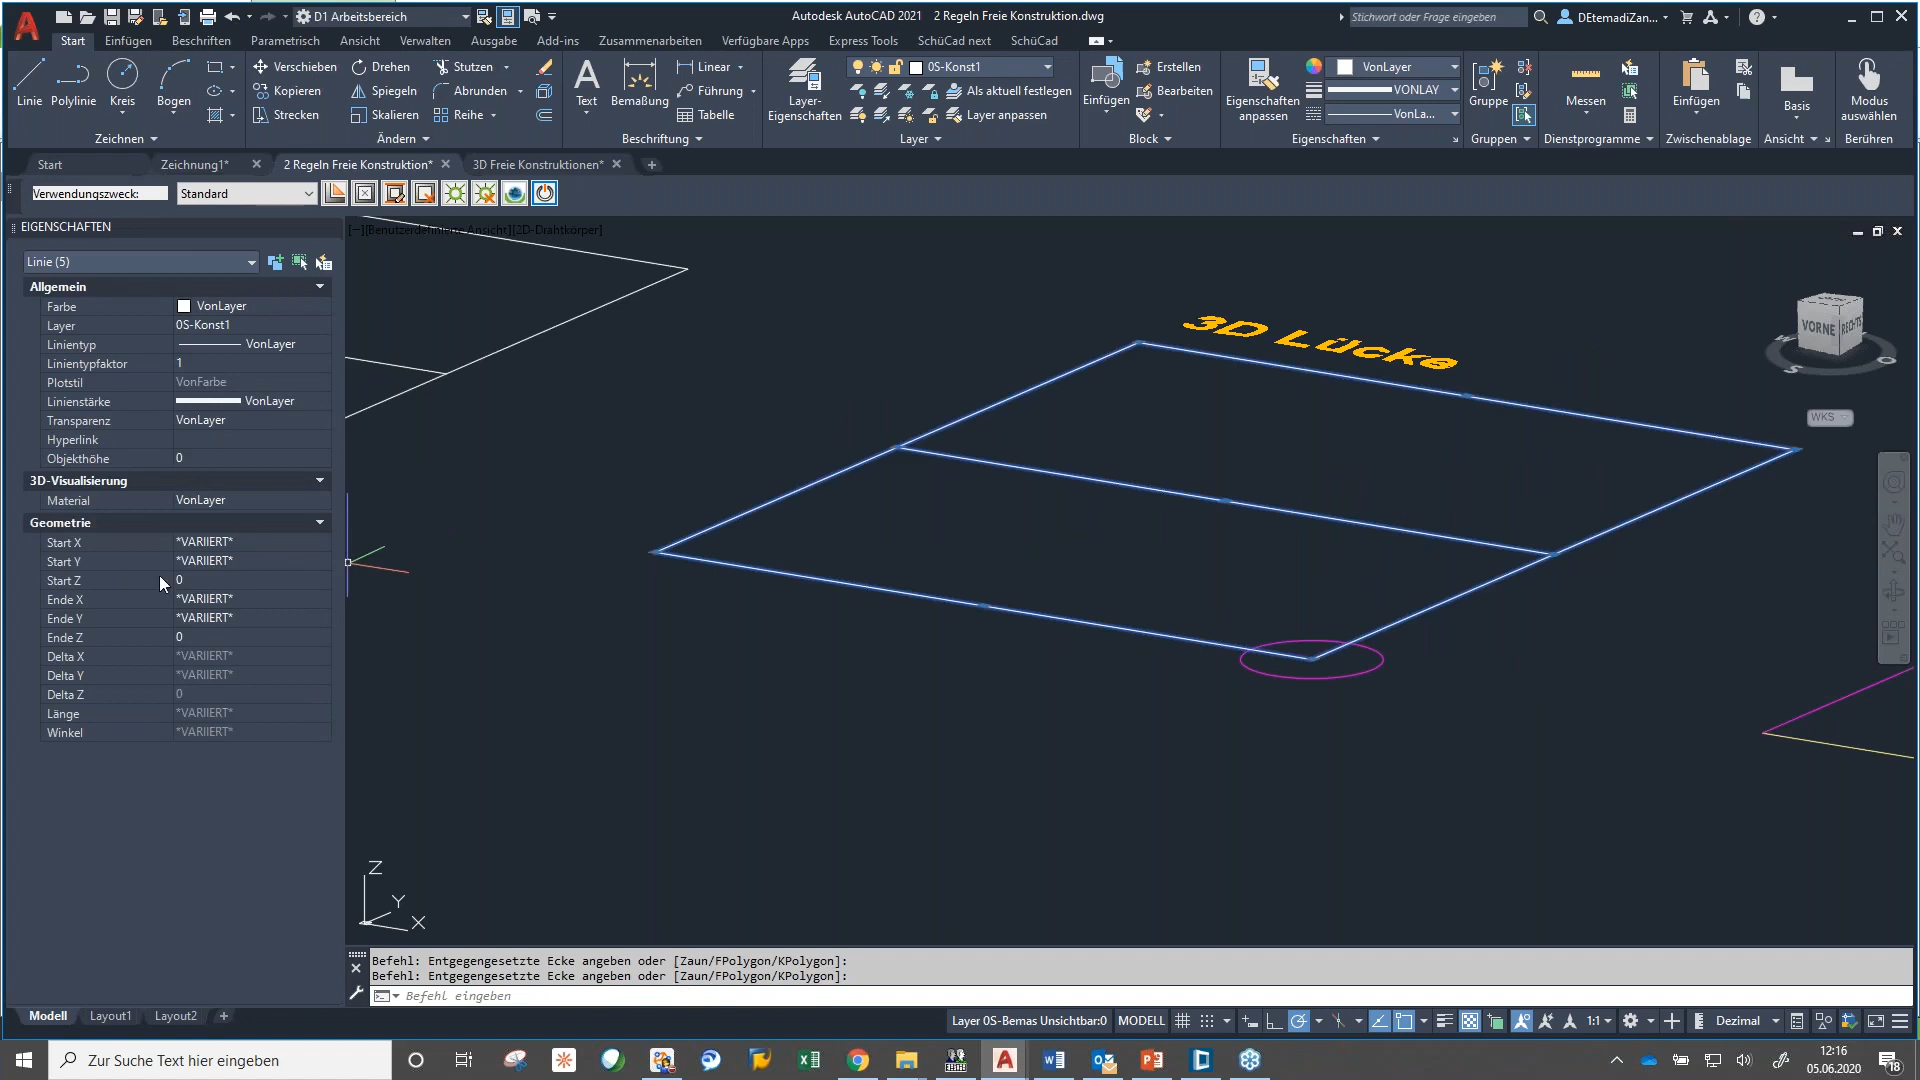 D1 Arbeitsbereich
Autodesk AutoCAD 2021 2 Regeln Freie Konstruktion.dwg
Stichwort oder Frage eingeben
DEtemadiZan...
Start Einfügen Beschriften Parametrisch Ansicht Verwalten Ausgabe Add-ins Zusammenarbeiten Verfügbare Apps Express Tools SchüCad next SchüCad
Linie Polylinie Kreis Bogen
Verschieben Drehen Stutzen
Kopieren Spiegeln Abrunden
Strecken Skalieren Reihe
Text Bemaßung
Linear
Führung
Tabelle
Layer-Eigenschaften
0S-Konst1
Als aktuell festlegen
Layer anpassen
Einfügen
Erstellen
Bearbeiten
Eigenschaften anpassen
VonLayer
VONLAY
VonLa...
Gruppe
Messen
Einfügen
Basis
Modus auswählen
Zeichnen Ändern Beschriftung Layer Block Eigenschaften Gruppen Dienstprogramme Zwischenablage Ansicht Berühren
Start Zeichnung1* 2 Regeln Freie Konstruktion* 3D Freie Konstruktionen*
Verwendungszweck: Standard
EIGENSCHAFTEN
[−][Benutzerdefinierte Ansicht][2D-Drahtkörper]
Linie (5)
Allgemein
Farbe VonLayer
Layer 0S-Konst1
Linientyp VonLayer
Linientypfaktor 1
Plotstil VonFarbe
Linienstärke VonLayer
Transparenz VonLayer
Hyperlink
Objekthöhe 0
3D-Visualisierung
Material VonLayer
Geometrie
Start X *VARIIERT*
Start Y *VARIIERT*
Start Z 0
Ende X *VARIIERT*
Ende Y *VARIIERT*
Ende Z 0
Delta X *VARIIERT*
Delta Y *VARIIERT*
Delta Z 0
Länge *VARIIERT*
Winkel *VARIIERT*
3D Lücke
VORNE RECHTS
S O
WKS
Z
Y
X
Befehl: Entgegengesetzte Ecke angeben oder [Zaun/FPolygon/KPolygon]:
Befehl: Entgegengesetzte Ecke angeben oder [Zaun/FPolygon/KPolygon]:
Befehl eingeben
Modell Layout1 Layout2 +
Layer 0S-Bemas Unsichtbar:0 MODELL 1:1 Dezimal
Zur Suche Text hier eingeben
12:16
05.06.2020
18